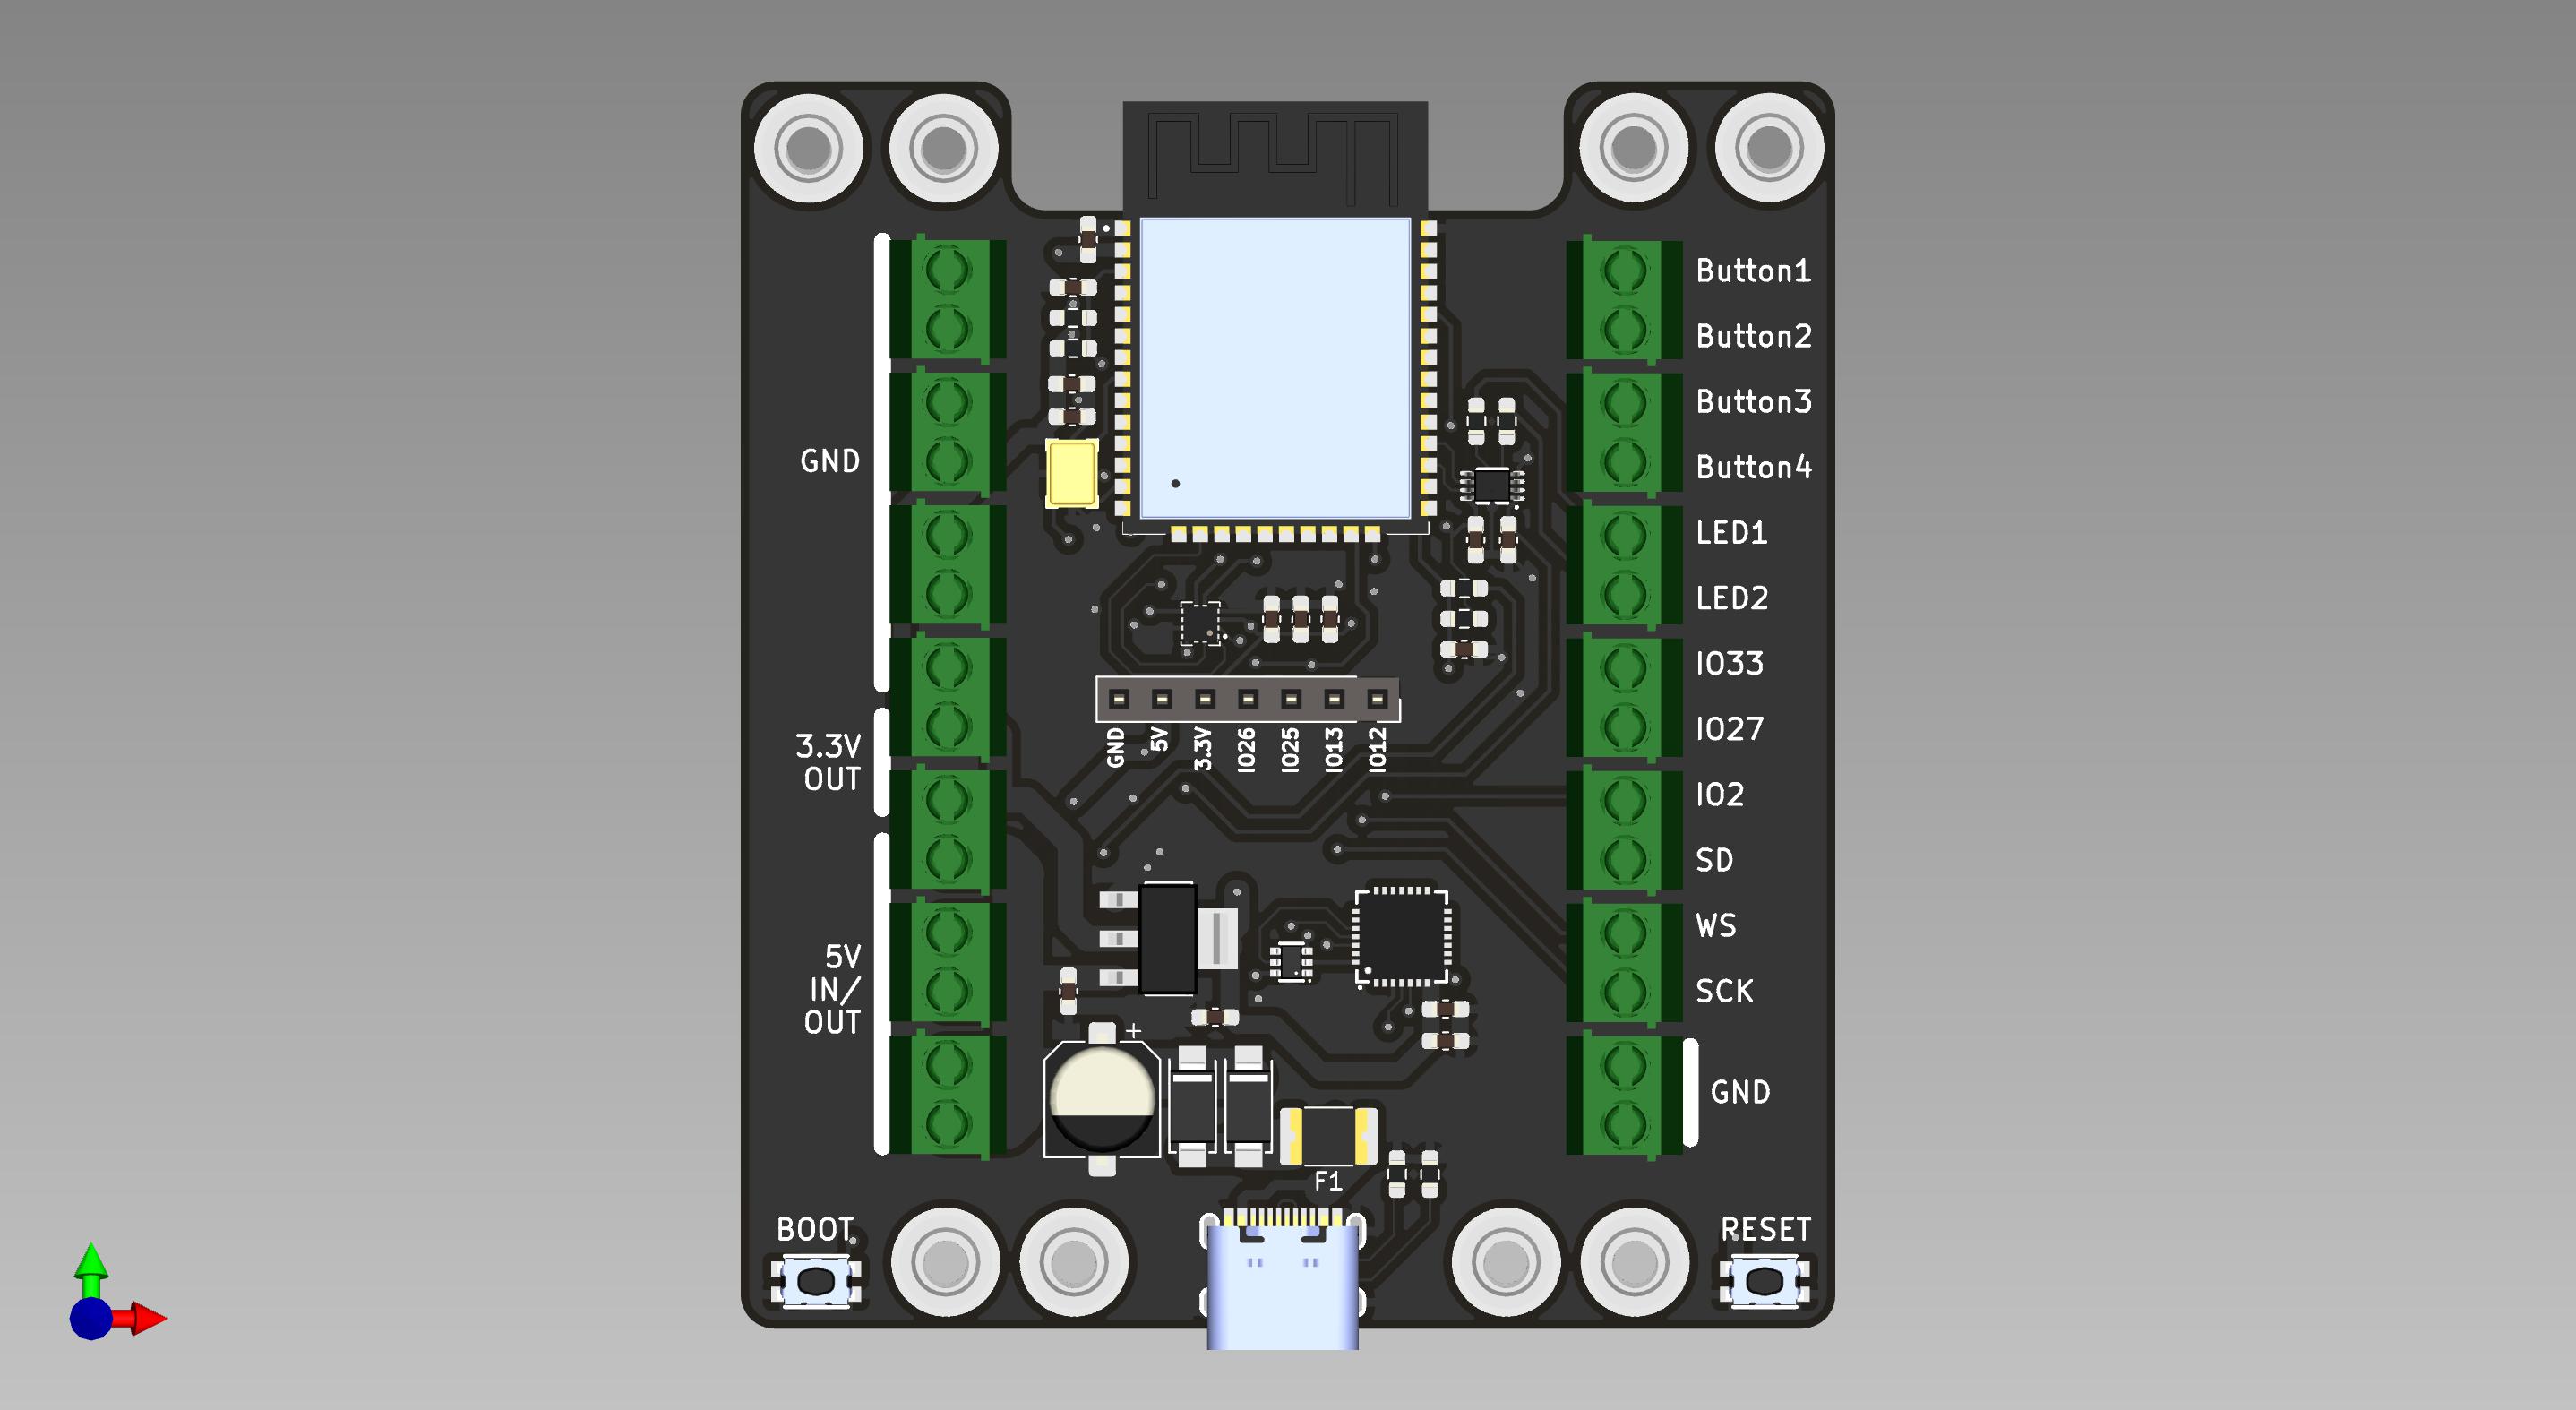 GND
3.3V
OUT
5V
IN/
OUT
Button1
Button2
Button3
Button4
LED1
LED2
IO33
IO27
IO2
SD
WS
SCK
GND
GND
5V
3.3V
IO26
IO25
IO13
IO12
+
F1
BOOT
RESET